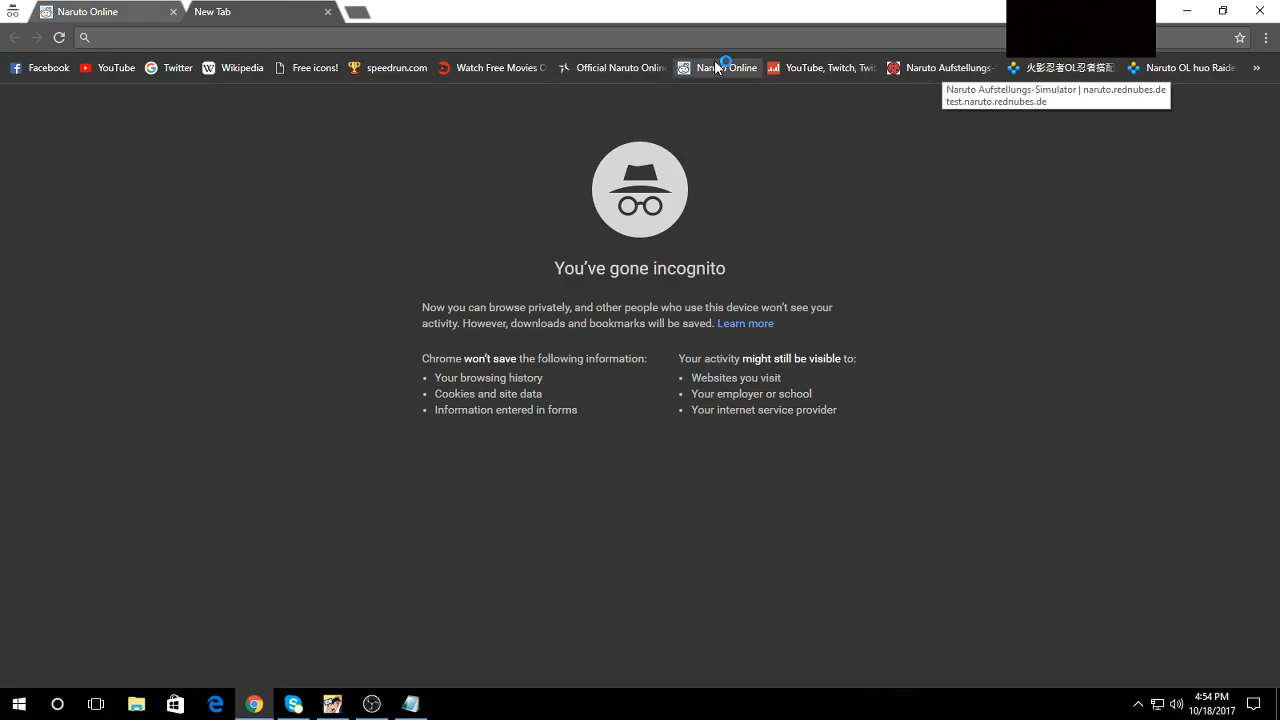 Naruto Online
New Tab
Facebook
YouTube
Twitter
Wikipedia
Free icons!
speedrun.com
Watch Free Movies O
Official Naruto Onlin
Naruto Online
YouTube, Twitch, Twi
Naruto Aufstellungs-
火影忍者OL忍者搭配
Naruto OL huo Raide
»
Naruto Aufstellungs-Simulator | naruto.rednubes.de
test.naruto.rednubes.de
You've gone incognito
Now you can browse privately, and other people who use this device won't see your
activity. However, downloads and bookmarks will be saved. Learn more
Chrome won't save the following information:
• Your browsing history
• Cookies and site data
• Information entered in forms
Your activity might still be visible to:
• Websites you visit
• Your employer or school
• Your internet service provider
4:54 PM
10/18/2017